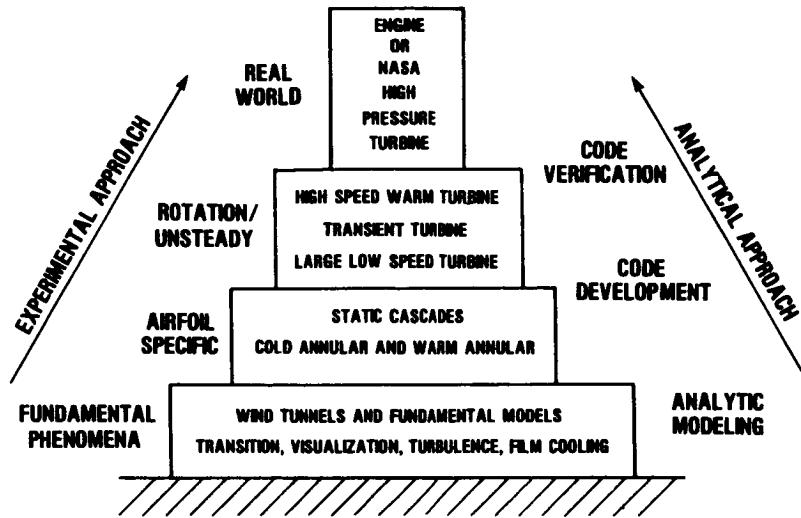 ENGINE
OR
NASA
HIGH
PRESSURE
TURBINE
REAL
WORLD
EXPERIMENTAL APPROACH
ANALYTICAL APPROACH
CODE
VERIFICATION
ROTATION/
UNSTEADY
HIGH SPEED WARM TURBINE
TRANSIENT TURBINE
LARGE LOW SPEED TURBINE
CODE
DEVELOPMENT
AIRFOIL
SPECIFIC
STATIC CASCADES
COLD ANNULAR AND WARM ANNULAR
FUNDAMENTAL
PHENOMENA
WIND TUNNELS AND FUNDAMENTAL MODELS
TRANSITION, VISUALIZATION, TURBULENCE, FILM COOLING
ANALYTIC
MODELING